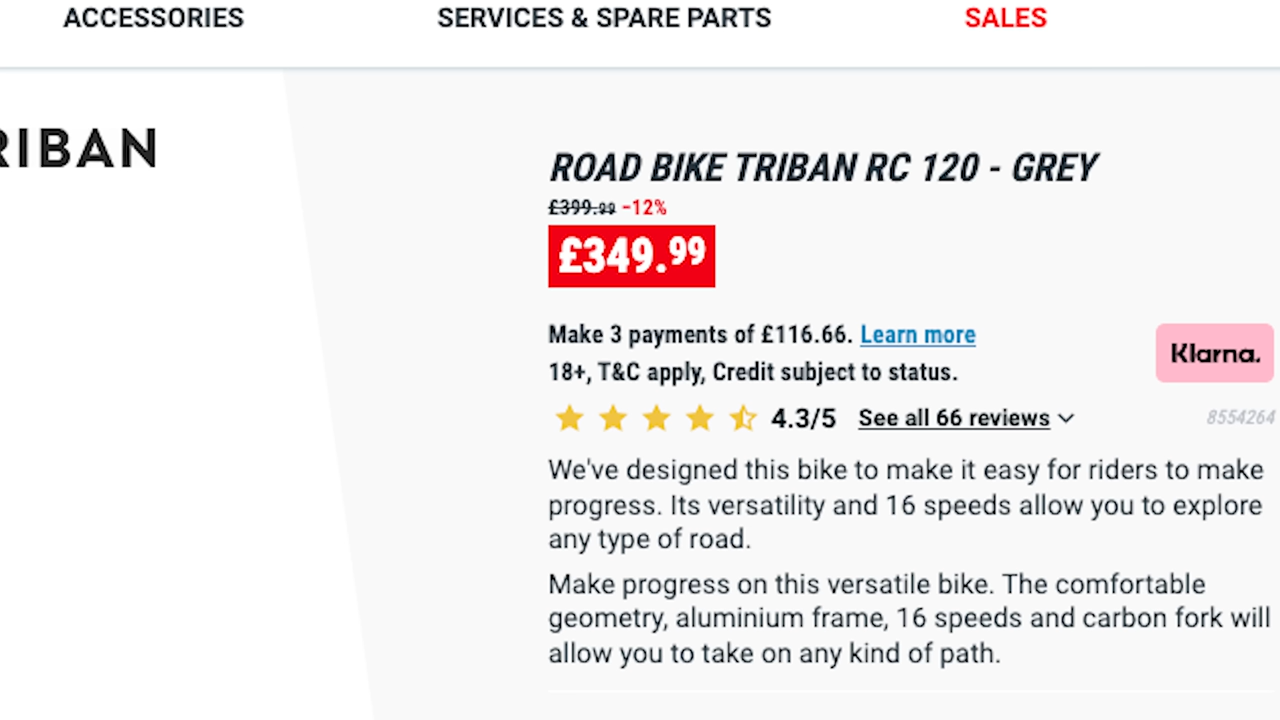 ACCESSORIES SERVICES & SPARE PARTS SALES
RIBAN
ROAD BIKE TRIBAN RC 120 - GREY
£399.99 -12%
£349.99
Make 3 payments of £116.66. Learn more
18+, T&C apply, Credit subject to status.
Klarna.
4.3/5 See all 66 reviews
8554264
We've designed this bike to make it easy for riders to make
progress. Its versatility and 16 speeds allow you to explore
any type of road.
Make progress on this versatile bike. The comfortable
geometry, aluminium frame, 16 speeds and carbon fork will
allow you to take on any kind of path.